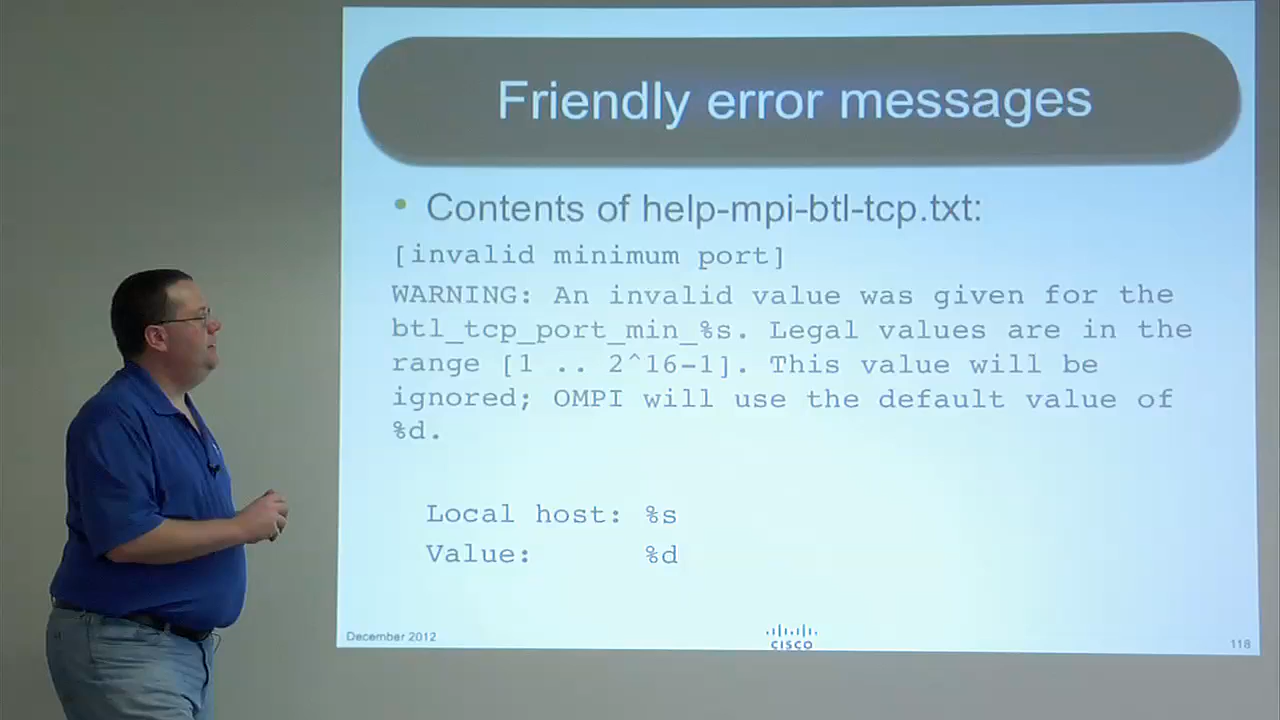 Friendly error messages
• Contents of help-mpi-btl-tcp.txt:
[invalid minimum port]
WARNING: An invalid value was given for the
btl_tcp_port_min_%s. Legal values are in the
range [1 .. 2^16-1]. This value will be
ignored; OMPI will use the default value of
%d.
Local host: %s
Value: %d
December 2012
CISCO
118